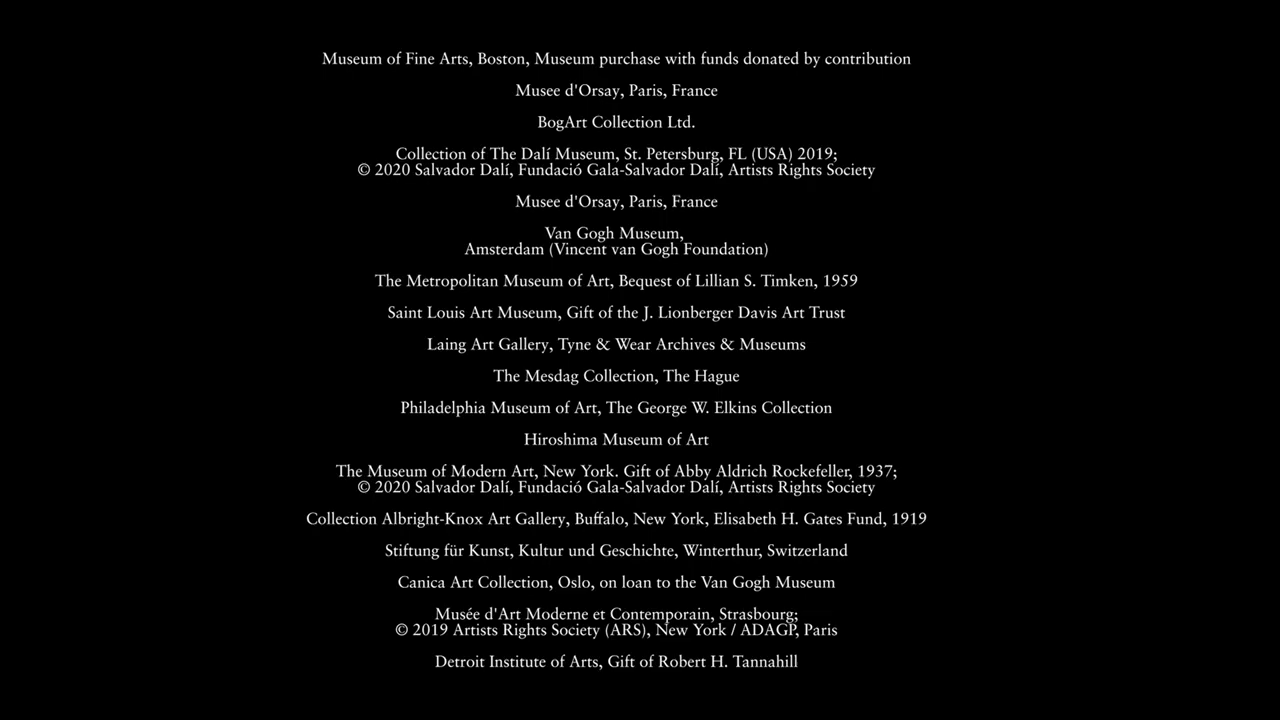 Museum of Fine Arts, Boston, Museum purchase with funds donated by contribution
Musee d'Orsay, Paris, France
BogArt Collection Ltd.
Collection of The Dalí Museum, St. Petersburg, FL (USA) 2019;
© 2020 Salvador Dalí, Fundació Gala-Salvador Dalí, Artists Rights Society
Musee d'Orsay, Paris, France
Van Gogh Museum,
Amsterdam (Vincent van Gogh Foundation)
The Metropolitan Museum of Art, Bequest of Lillian S. Timken, 1959
Saint Louis Art Museum, Gift of the J. Lionberger Davis Art Trust
Laing Art Gallery, Tyne & Wear Archives & Museums
The Mesdag Collection, The Hague
Philadelphia Museum of Art, The George W. Elkins Collection
Hiroshima Museum of Art
The Museum of Modern Art, New York. Gift of Abby Aldrich Rockefeller, 1937;
© 2020 Salvador Dalí, Fundació Gala-Salvador Dalí, Artists Rights Society
Collection Albright-Knox Art Gallery, Buffalo, New York, Elisabeth H. Gates Fund, 1919
Stiftung für Kunst, Kultur und Geschichte, Winterthur, Switzerland
Canica Art Collection, Oslo, on loan to the Van Gogh Museum
Musée d'Art Moderne et Contemporain, Strasbourg;
© 2019 Artists Rights Society (ARS), New York / ADAGP, Paris
Detroit Institute of Arts, Gift of Robert H. Tannahill